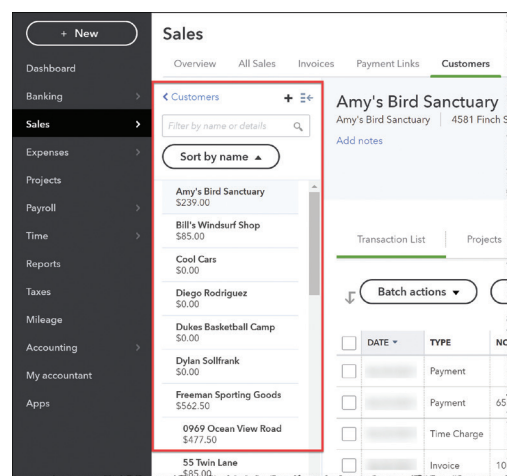 + New
Dashboard
Banking
Sales
Expenses
Projects
Payroll
Time
Reports
Taxes
Mileage
Accounting
My accountant
Apps
Sales
Overview All Sales Invoices Payment Links Customers
Customers
Filter by name or details
Sort by name
Amy's Bird Sanctuary
$239.00
Bill's Windsurf Shop
$85.00
Cool Cars
$0.00
Diego Rodriguez
$0.00
Dukes Basketball Camp
$0.00
Dylan Sollfrank
$0.00
Freeman Sporting Goods
$562.50
0969 Ocean View Road
$477.50
55 Twin Lane
$85.00
Amy's Bird Sanctuary
Amy's Bird Sanctuary 4581 Finch S
Add notes
Transaction List Projects
Batch actions
DATE TYPE NO
Payment
Payment 65
Time Charge
Invoice 10